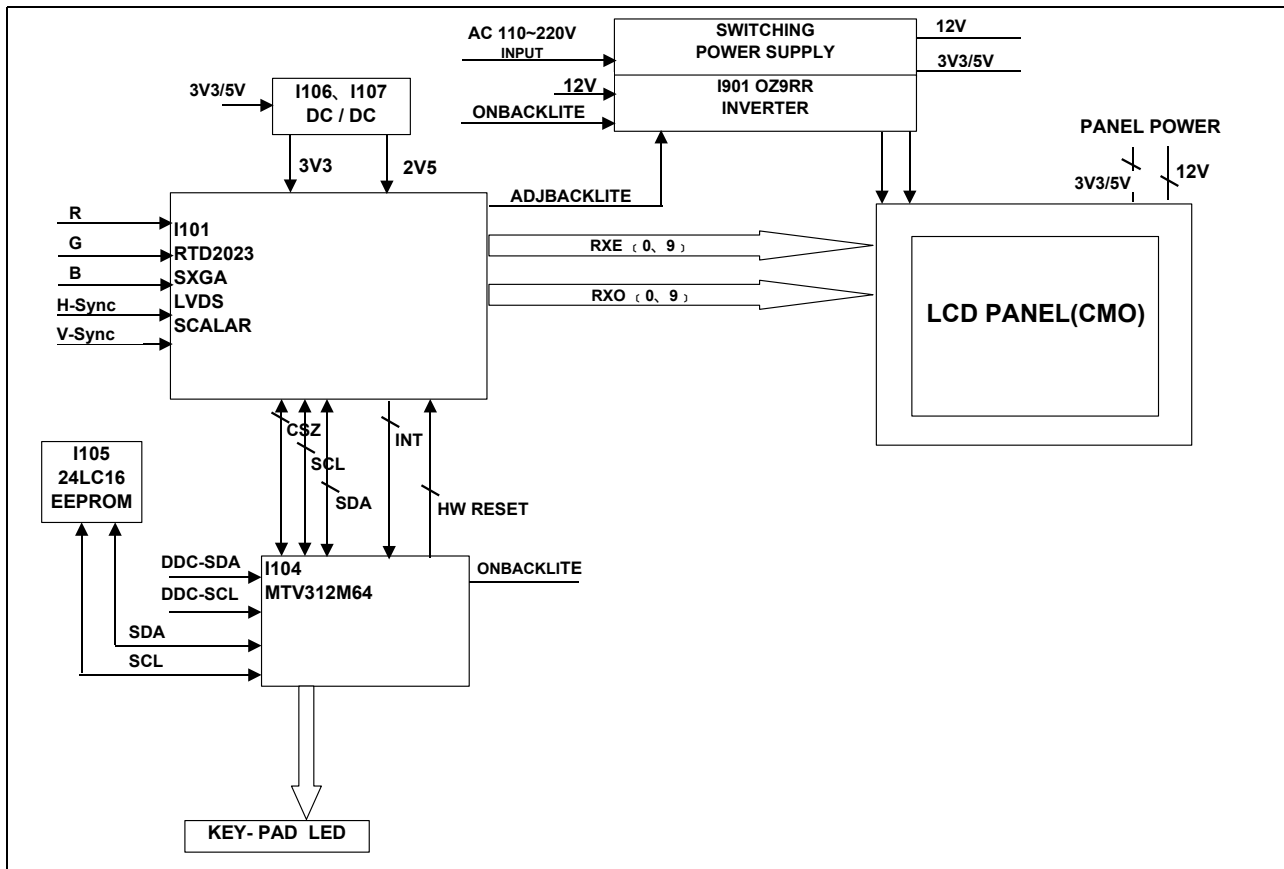 AC 110~220V
INPUT
SWITCHING
POWER SUPPLY
12V
3V3/5V
3V3/5V
I106、I107
DC / DC
12V
ONBACKLITE
I901 OZ9RR
INVERTER
PANEL POWER
3V3/5V
12V
3V3
2V5
ADJBACKLITE
R
G
B
H-Sync
V-Sync
I101
RTD2023
SXGA
LVDS
SCALAR
RXE ﹝0、9﹞
RXO ﹝0、9﹞
LCD PANEL(CMO)
CSZ
SCL
SDA
INT
HW RESET
I105
24LC16
EEPROM
DDC-SDA
DDC-SCL
SDA
SCL
I104
MTV312M64
ONBACKLITE
KEY- PAD LED